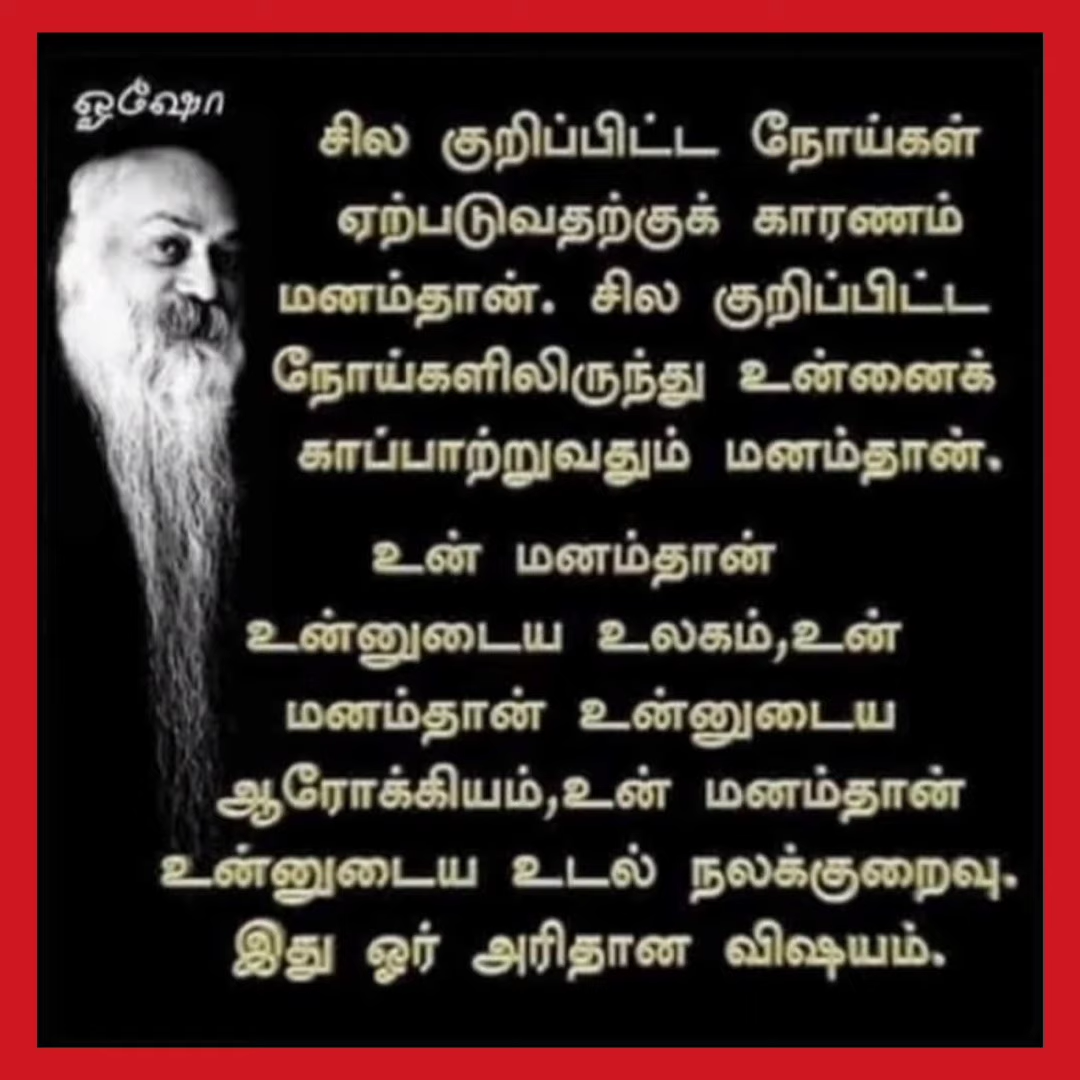 ஓஷோ
சில குறிப்பிட்ட நோய்கள்
ஏற்படுவதற்குக் காரணம்
மனம்தான். சில குறிப்பிட்ட
நோய்களிலிருந்து உன்னைக்
காப்பாற்றுவதும் மனம்தான்.
உன் மனம்தான்
உன்னுடைய உலகம்,உன்
மனம்தான் உன்னுடைய
ஆரோக்கியம்,உன் மனம்தான்
உன்னுடைய உடல் நலக்குறைவு.
இது ஓர் அரிதான விஷயம்.